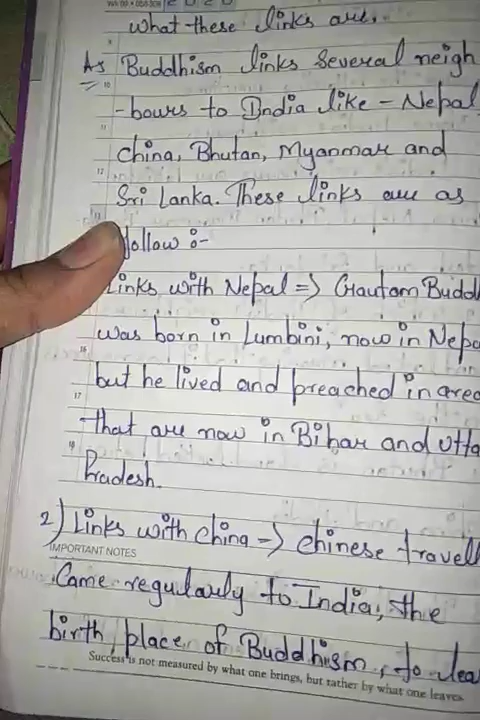 what these links are.
As Buddhism links several neigh
-bours to India like - Nepal
China, Bhutan, Myanmar and
Sri Lanka. These links are as
follow :-
Links with Nepal => Gautam Budd
was born in Lumbini, now in Nepa
but he lived and preached in area
that are now in Bihar and Utta
Pradesh.
2) Links with China => Chinese travell
IMPORTANT NOTES
Came regularly to India, the
birth place of Buddhism, to lea
Success is not measured by what one brings, but rather by what one leaves.